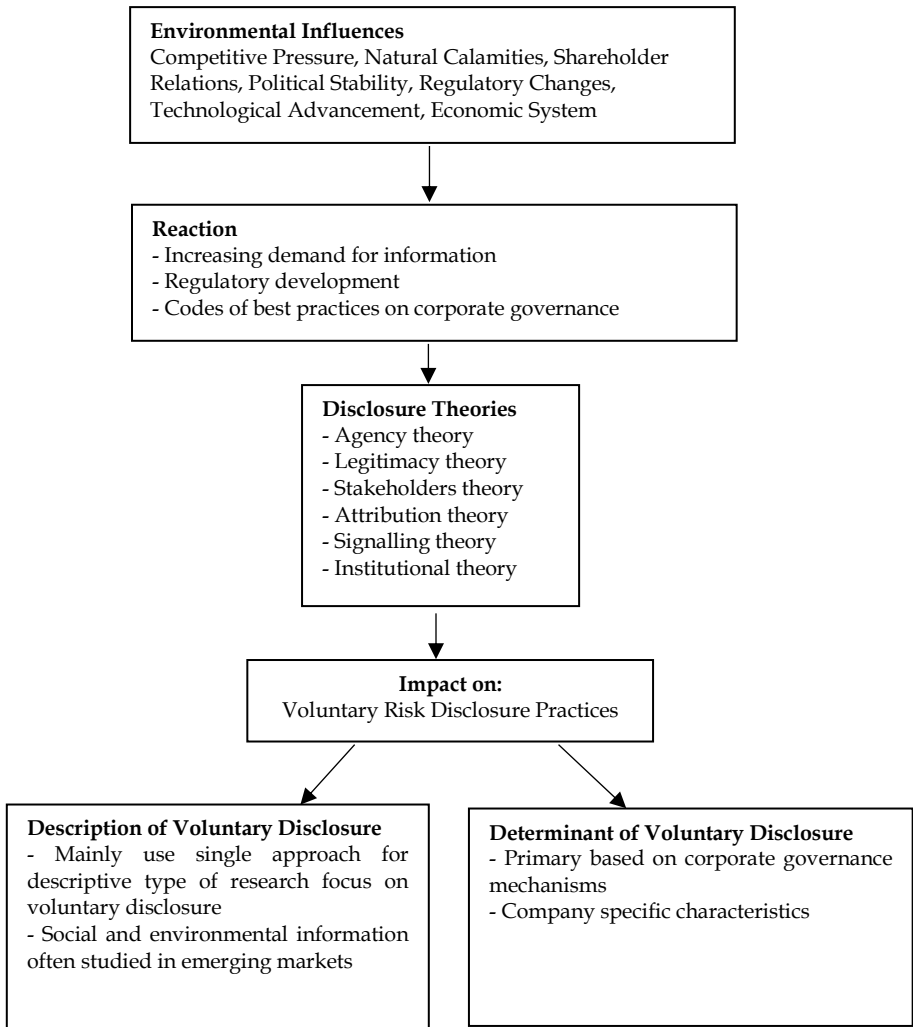 Environmental Influences
Competitive Pressure, Natural Calamities, Shareholder
Relations, Political Stability, Regulatory Changes,
Technological Advancement, Economic System
Reaction
- Increasing demand for information
- Regulatory development
- Codes of best practices on corporate governance
Disclosure Theories
- Agency theory
- Legitimacy theory
- Stakeholders theory
- Attribution theory
- Signalling theory
- Institutional theory
Impact on:
Voluntary Risk Disclosure Practices
Description of Voluntary Disclosure
- Mainly use single approach for
descriptive type of research focus on
voluntary disclosure
- Social and environmental information
often studied in emerging markets
Determinant of Voluntary Disclosure
- Primary based on corporate governance
mechanisms
- Company specific characteristics